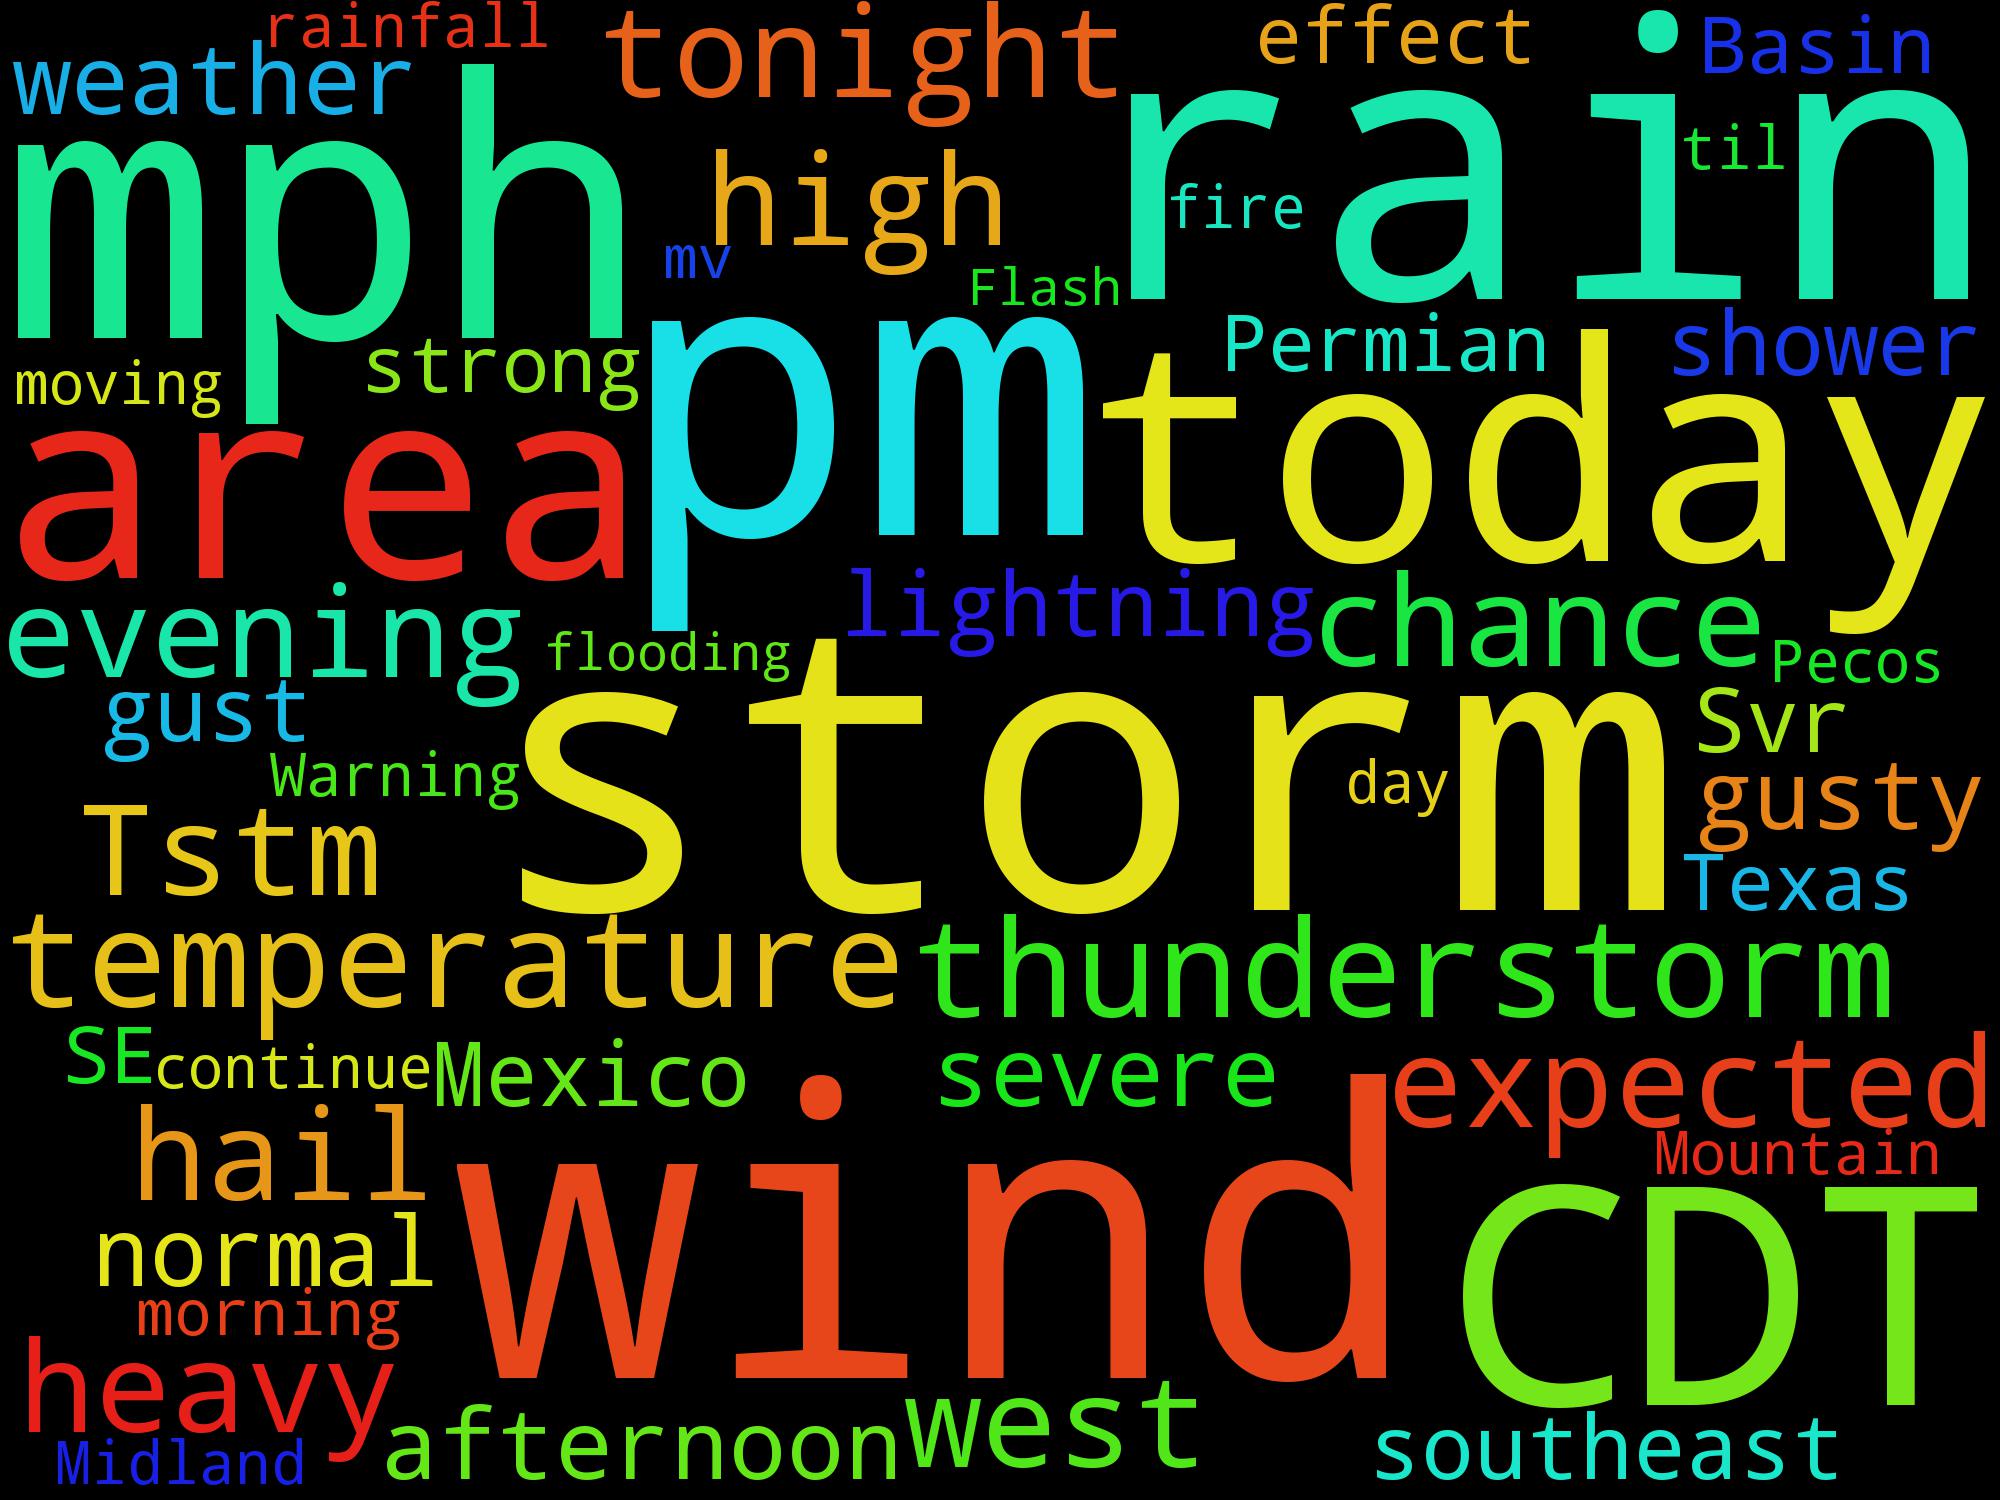 rainfall
weather
tonight
effect
Basin
mph
rain
til
high
fire
mv
Flash
moving
strong
pm
Permian
shower
today
area
evening
flooding
lightning
chance
Pecos
gust
storm
Svr
Warning
day
gusty
Tstm
Texas
temperature
thunderstorm
SE
continue
Mexico
severe
expected
hail
wind
Mountain
CDT
normal
morning
heavy
Midland
afternoon
west
southeast